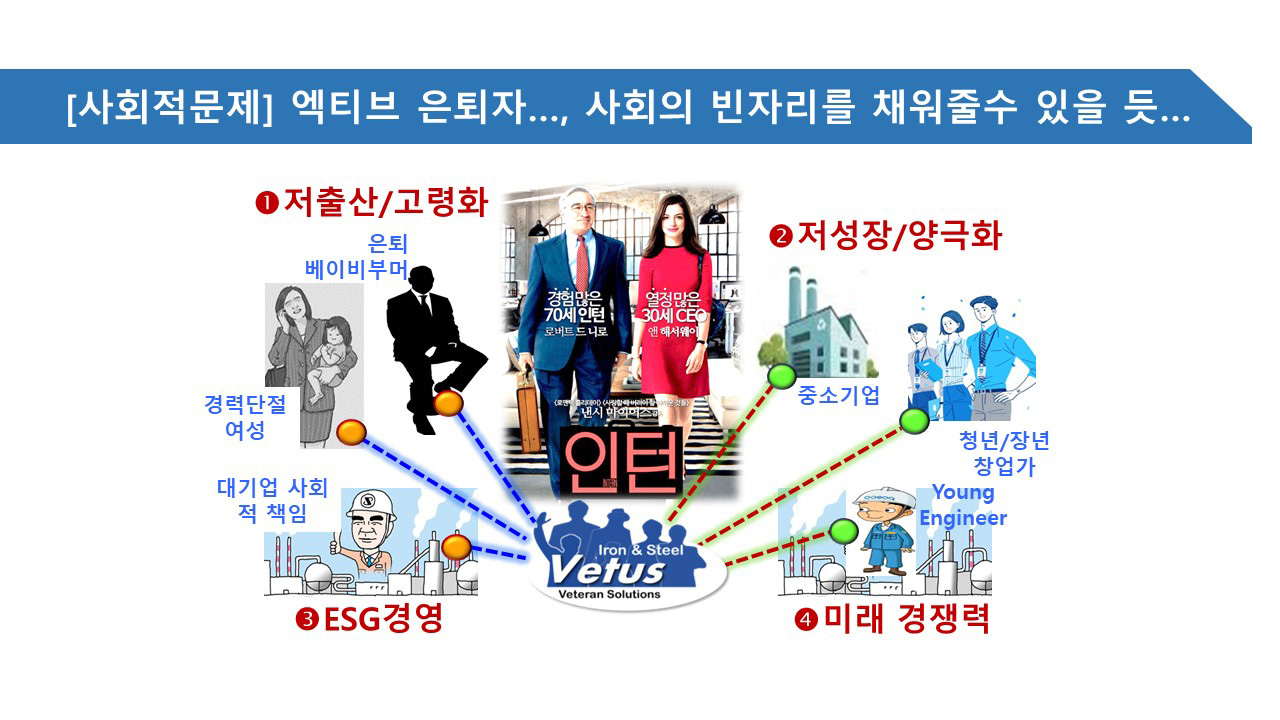 [사회적문제] 엑티브 은퇴자..., 사회의 빈자리를 채워줄수 있을 듯...
❶저출산/고령화
은퇴
베이비부머
경력단절
여성
대기업 사회
적 책임
❸ESG경영
경험 많은
70세 인턴
로버트 드 니로
열정 많은
30세 CEO
앤 해서웨이
낸시 마이어스
인턴
Iron & Steel
Vetus
Veteran Solutions
❷저성장/양극화
중소기업
청년/장년
창업가
Young
Engineer
❹미래 경쟁력